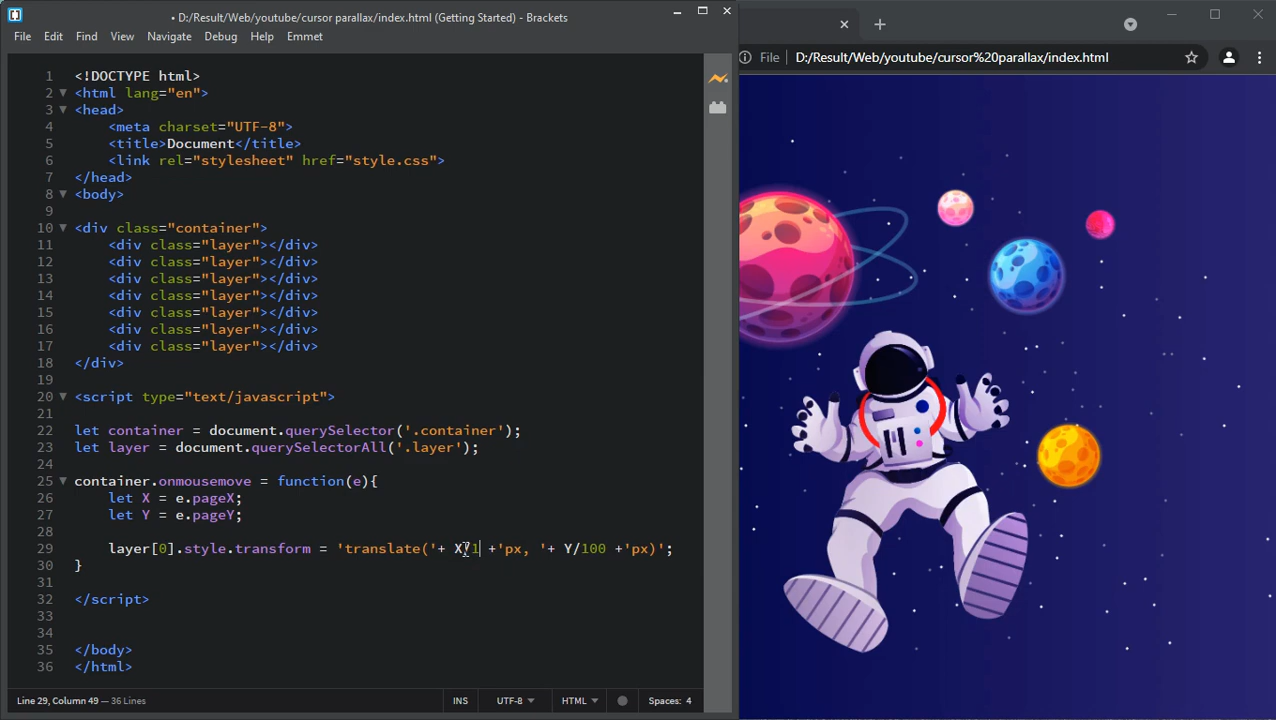 • D:/Result/Web/youtube/cursor parallax/index.html (Getting Started) - Brackets
File Edit Find View Navigate Debug Help Emmet
1 <!DOCTYPE html>
2 <html lang="en">
3 <head>
4 <meta charset="UTF-8">
5 <title>Document</title>
6 <link rel="stylesheet" href="style.css">
7 </head>
8 <body>
9
10 <div class="container">
11 <div class="layer"></div>
12 <div class="layer"></div>
13 <div class="layer"></div>
14 <div class="layer"></div>
15 <div class="layer"></div>
16 <div class="layer"></div>
17 <div class="layer"></div>
18 </div>
19
20 <script type="text/javascript">
21
22 let container = document.querySelector('.container');
23 let layer = document.querySelectorAll('.layer');
24
25 container.onmousemove = function(e){
26 let X = e.pageX;
27 let Y = e.pageY;
28
29 layer[0].style.transform = 'translate('+ X/1 +'px, '+ Y/100 +'px)';
30 }
31
32 </script>
33
34
35 </body>
36 </html>
Line 29, Column 49 — 36 Lines
INS UTF-8 HTML Spaces: 4
File D:/Result/Web/youtube/cursor%20parallax/index.html